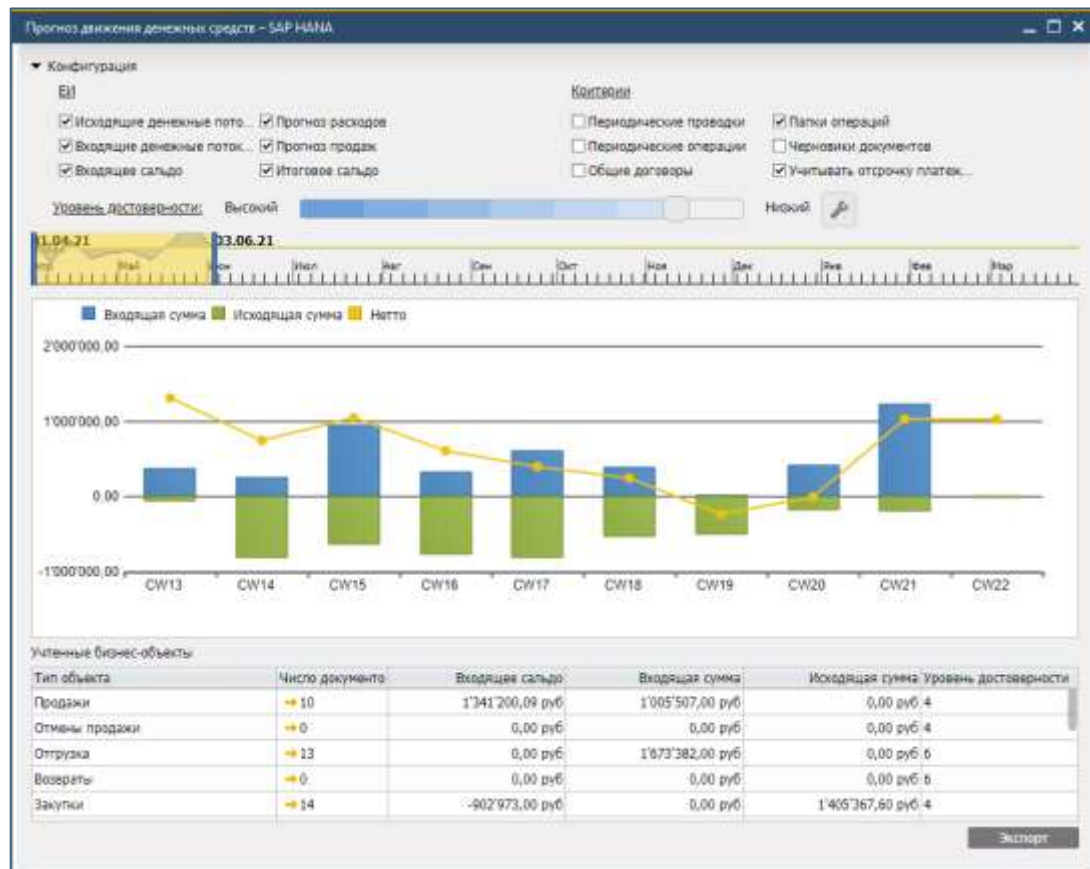 Прогноз движения денежных средств – SAP HANA
Конфигурация
Критерии
Исходящие денежные пото... Прогноз расходов Периодические проводки Папки операций
Входящие денежные поток... Прогноз продаж Периодические операции Черновики документов
Входящее сальдо Итоговое сальдо Общие договоры Учитывать отсрочку платеж...
Уровень достоверности: Высокий Низкий
1.04.21 03.06.21
Май Июл Авг Сен Окт Ноя Дек Янв Фев Мар
Входящая сумма Исходящая сумма Нетто
2'000'000,00
1'000'000,00
0.00
-1'000'000,00
CW13 CW14 CW15 CW16 CW17 CW18 CW19 CW20 CW21 CW22
Учтенные бизнес-объекты
Тип объекта Число документо Входящее сальдо Входящая сумма Исходящая сумма Уровень достоверности
Продажи 10 1'341'200,09 руб 1'005'507,00 руб 0,00 руб 4
Отмены продажи 0 0,00 руб 0,00 руб 0,00 руб 4
Отгрузка 13 0,00 руб 1'673'382,00 руб 0,00 руб 6
Возвраты 0 0,00 руб 0,00 руб 0,00 руб 6
Закупки 14 -902'973,00 руб 0,00 руб 1'405'367,60 руб 4
Экспорт